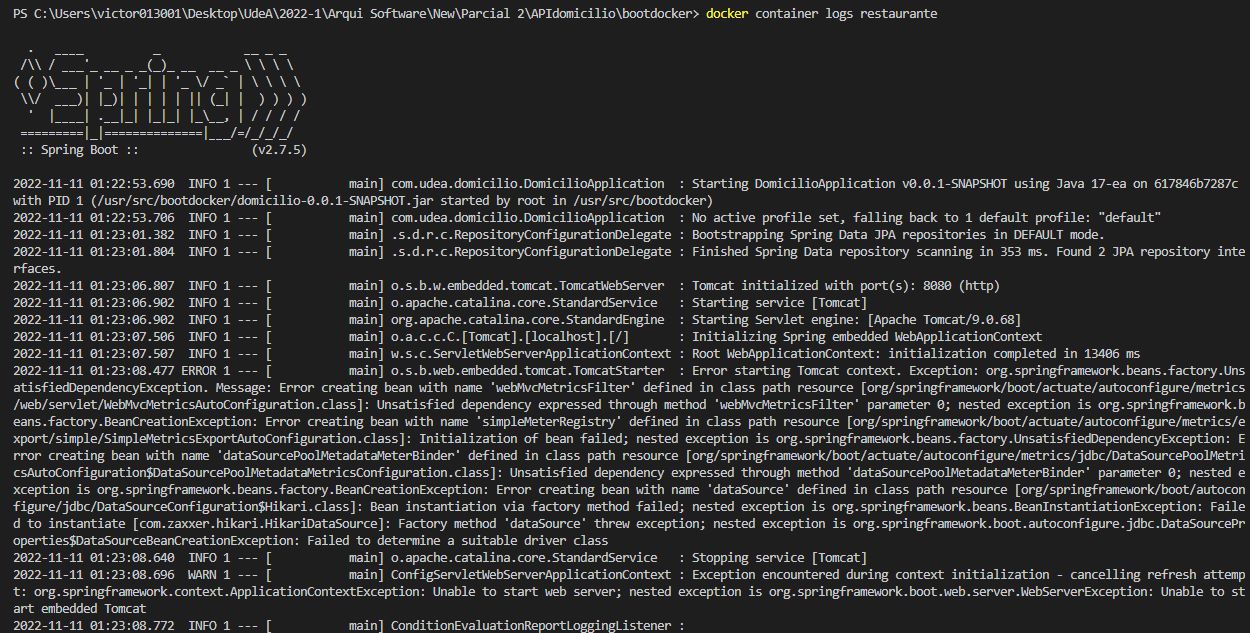 PS C:\Users\victor013001\Desktop\UdeA\2022-1\Arqui Software\New\Parcial 2\APIdomicilio\bootdocker> docker container logs restaurante
  .   ____          _            __ _ _
 /\\ / ___'_ __ _ _(_)_ __  __ _ \ \ \ \
( ( )\___ | '_ | '_| | '_ \/ _` | \ \ \ \
 \\/  ___)| |_)| | | | | || (_| |  ) ) ) )
  '  |____| .__|_| |_|_| |_\__, | / / / /
 =========|_|==============|___/=/_/_/_/
 :: Spring Boot ::                (v2.7.5)
2022-11-11 01:22:53.690  INFO 1 --- [           main] com.udea.domicilio.DomicilioApplication  : Starting DomicilioApplication v0.0.1-SNAPSHOT using Java 17-ea on 617846b7287c
with PID 1 (/usr/src/bootdocker/domicilio-0.0.1-SNAPSHOT.jar started by root in /usr/src/bootdocker)
2022-11-11 01:22:53.706  INFO 1 --- [           main] com.udea.domicilio.DomicilioApplication  : No active profile set, falling back to 1 default profile: "default"
2022-11-11 01:23:01.382  INFO 1 --- [           main] .s.d.r.c.RepositoryConfigurationDelegate : Bootstrapping Spring Data JPA repositories in DEFAULT mode.
2022-11-11 01:23:01.804  INFO 1 --- [           main] .s.d.r.c.RepositoryConfigurationDelegate : Finished Spring Data repository scanning in 353 ms. Found 2 JPA repository inte
rfaces.
2022-11-11 01:23:06.807  INFO 1 --- [           main] o.s.b.w.embedded.tomcat.TomcatWebServer  : Tomcat initialized with port(s): 8080 (http)
2022-11-11 01:23:06.902  INFO 1 --- [           main] o.apache.catalina.core.StandardService   : Starting service [Tomcat]
2022-11-11 01:23:06.902  INFO 1 --- [           main] org.apache.catalina.core.StandardEngine  : Starting Servlet engine: [Apache Tomcat/9.0.68]
2022-11-11 01:23:07.506  INFO 1 --- [           main] o.a.c.c.C.[Tomcat].[localhost].[/]       : Initializing Spring embedded WebApplicationContext
2022-11-11 01:23:07.507  INFO 1 --- [           main] w.s.c.ServletWebServerApplicationContext : Root WebApplicationContext: initialization completed in 13406 ms
2022-11-11 01:23:08.477 ERROR 1 --- [           main] o.s.b.web.embedded.tomcat.TomcatStarter  : Error starting Tomcat context. Exception: org.springframework.beans.factory.Uns
atisfiedDependencyException. Message: Error creating bean with name 'webMvcMetricsFilter' defined in class path resource [org/springframework/boot/actuate/autoconfigure/metrics
/web/servlet/WebMvcMetricsAutoConfiguration.class]: Unsatisfied dependency expressed through method 'webMvcMetricsFilter' parameter 0; nested exception is org.springframework.b
eans.factory.BeanCreationException: Error creating bean with name 'simpleMeterRegistry' defined in class path resource [org/springframework/boot/actuate/autoconfigure/metrics/e
xport/simple/SimpleMetricsExportAutoConfiguration.class]: Initialization of bean failed; nested exception is org.springframework.beans.factory.UnsatisfiedDependencyException: E
rror creating bean with name 'dataSourcePoolMetadataMeterBinder' defined in class path resource [org/springframework/boot/actuate/autoconfigure/metrics/jdbc/DataSourcePoolMetri
csAutoConfiguration$DataSourcePoolMetadataMetricsConfiguration.class]: Unsatisfied dependency expressed through method 'dataSourcePoolMetadataMeterBinder' parameter 0; nested e
xception is org.springframework.beans.factory.BeanCreationException: Error creating bean with name 'dataSource' defined in class path resource [org/springframework/boot/autocon
figure/jdbc/DataSourceConfiguration$Hikari.class]: Bean instantiation via factory method failed; nested exception is org.springframework.beans.BeanInstantiationException: Faile
d to instantiate [com.zaxxer.hikari.HikariDataSource]: Factory method 'dataSource' threw exception; nested exception is org.springframework.boot.autoconfigure.jdbc.DataSourcePr
operties$DataSourceBeanCreationException: Failed to determine a suitable driver class
2022-11-11 01:23:08.640  INFO 1 --- [           main] o.apache.catalina.core.StandardService   : Stopping service [Tomcat]
2022-11-11 01:23:08.696  WARN 1 --- [           main] ConfigServletWebServerApplicationContext : Exception encountered during context initialization - cancelling refresh attemp
t: org.springframework.context.ApplicationContextException: Unable to start web server; nested exception is org.springframework.boot.web.server.WebServerException: Unable to st
art embedded Tomcat
2022-11-11 01:23:08.772  INFO 1 --- [           main] ConditionEvaluationReportLoggingListener :